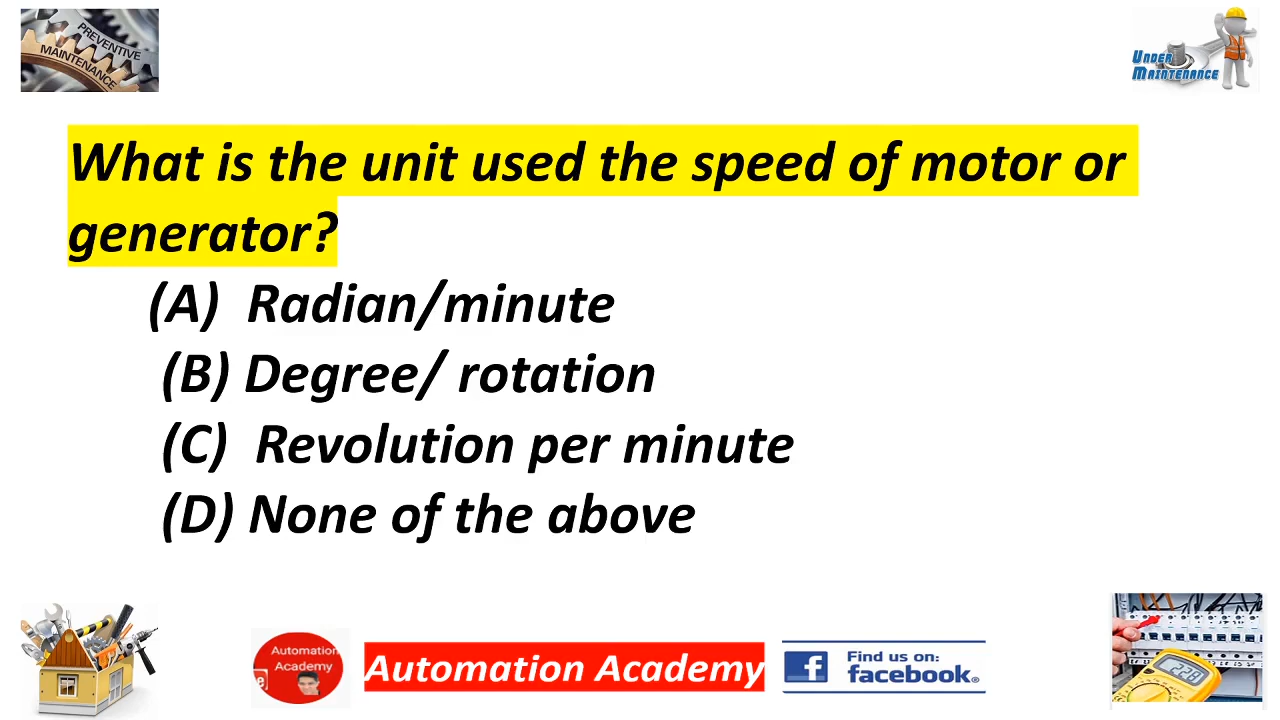 PREVENTIVE
MAINTENANCE
UNDER
MAINTENANCE
What is the unit used the speed of motor or
generator?
(A) Radian/minute
(B) Degree/ rotation
(C) Revolution per minute
(D) None of the above
Automation
Academy
Automation Academy
f
Find us on:
facebook®